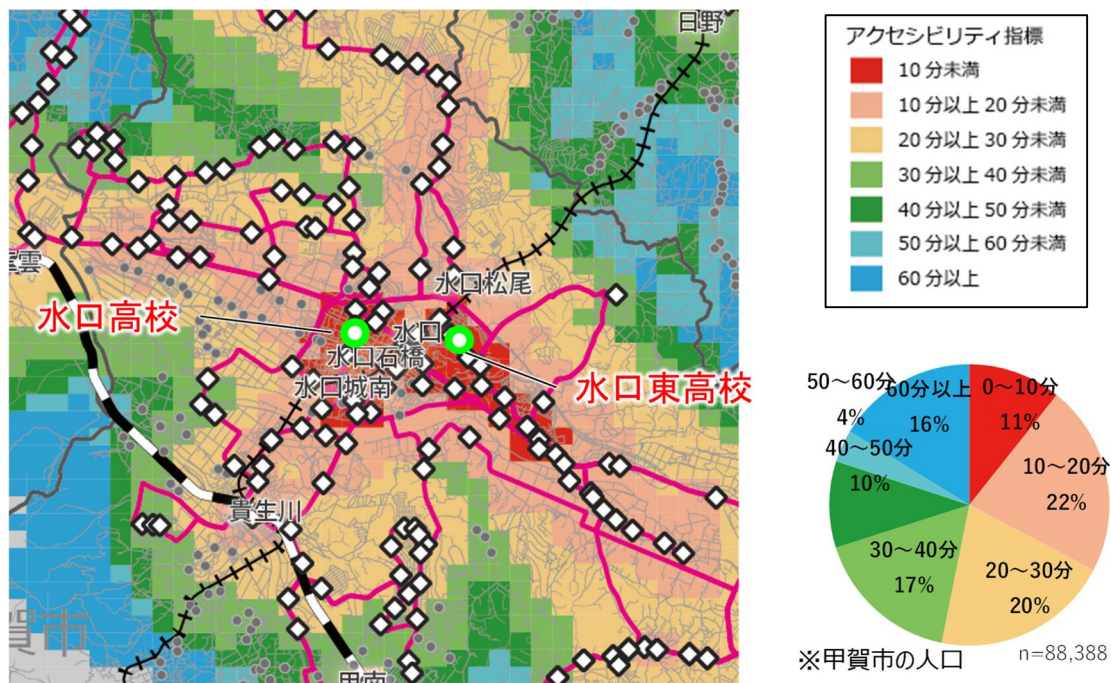 日野
水口松尾
水口高校
水口
水口石橋
水口城南
水口東高校
貴生川
甲南
アクセシビリティ指標
10分未満
10分以上20分未満
20分以上30分未満
30分以上40分未満
40分以上50分未満
50分以上60分未満
60分以上
50～60分
4%
60分以上
16%
0～10分
11%
40～50分
10%
10～20分
22%
30～40分
17%
20～30分
20%
※甲賀市の人口
n=88,388